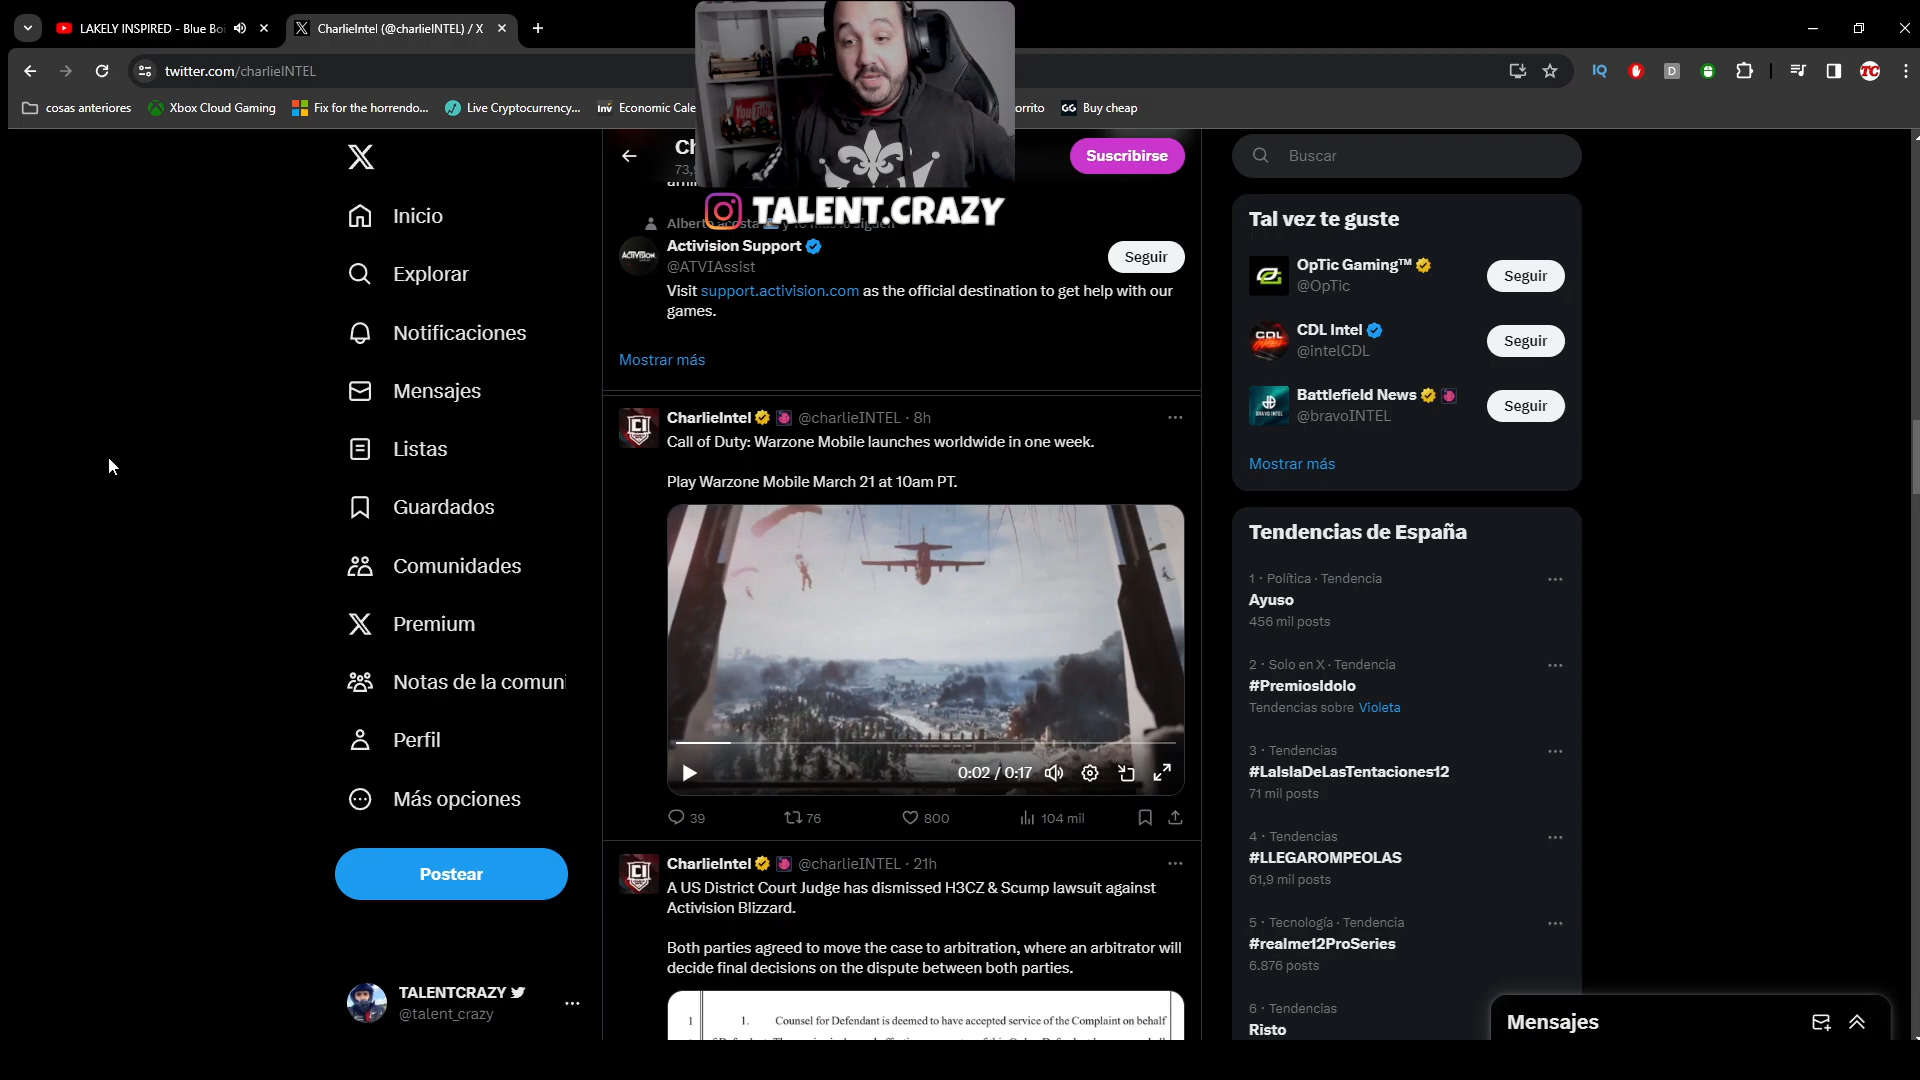 LAKELY INSPIRED - Blue Boi
CharlieIntel (@charlieINTEL) / X
twitter.com/charlieINTEL
cosas anteriores
Xbox Cloud Gaming
Fix for the horrendo...
Live Cryptocurrency...
Economic Cale
orrito
Buy cheap
Inicio
Explorar
Notificaciones
Mensajes
Listas
Guardados
Comunidades
Premium
Notas de la comuni
Perfil
Más opciones
Postear
TALENTCRAZY
@talent_crazy
Suscribirse
TALENT.CRAZY
Activision Support
@ATVIAssist
Seguir
Visit support.activision.com as the official destination to get help with our
games.
Mostrar más
CharlieIntel @charlieINTEL · 8h
Call of Duty: Warzone Mobile launches worldwide in one week.
Play Warzone Mobile March 21 at 10am PT.
0:02 / 0:17
39 76 800 104 mil
CharlieIntel @charlieINTEL · 21h
A US District Court Judge has dismissed H3CZ & Scump lawsuit against
Activision Blizzard.
Both parties agreed to move the case to arbitration, where an arbitrator will
decide final decisions on the dispute between both parties.
1 1. Counsel for Defendant is deemed to have accepted service of the Complaint on behalf
Buscar
Tal vez te guste
OpTic Gaming™
@OpTic
Seguir
CDL Intel
@intelCDL
Seguir
Battlefield News
@bravoINTEL
Seguir
Mostrar más
Tendencias de España
1 · Política · Tendencia
Ayuso
456 mil posts
2 · Solo en X · Tendencia
#PremiosIdolo
Tendencias sobre Violeta
3 · Tendencias
#LaIslaDeLasTentaciones12
71 mil posts
4 · Tendencias
#LLEGAROMPEOLAS
61,9 mil posts
5 · Tecnología · Tendencia
#realme12ProSeries
6.876 posts
6 · Tendencias
Risto
Mensajes